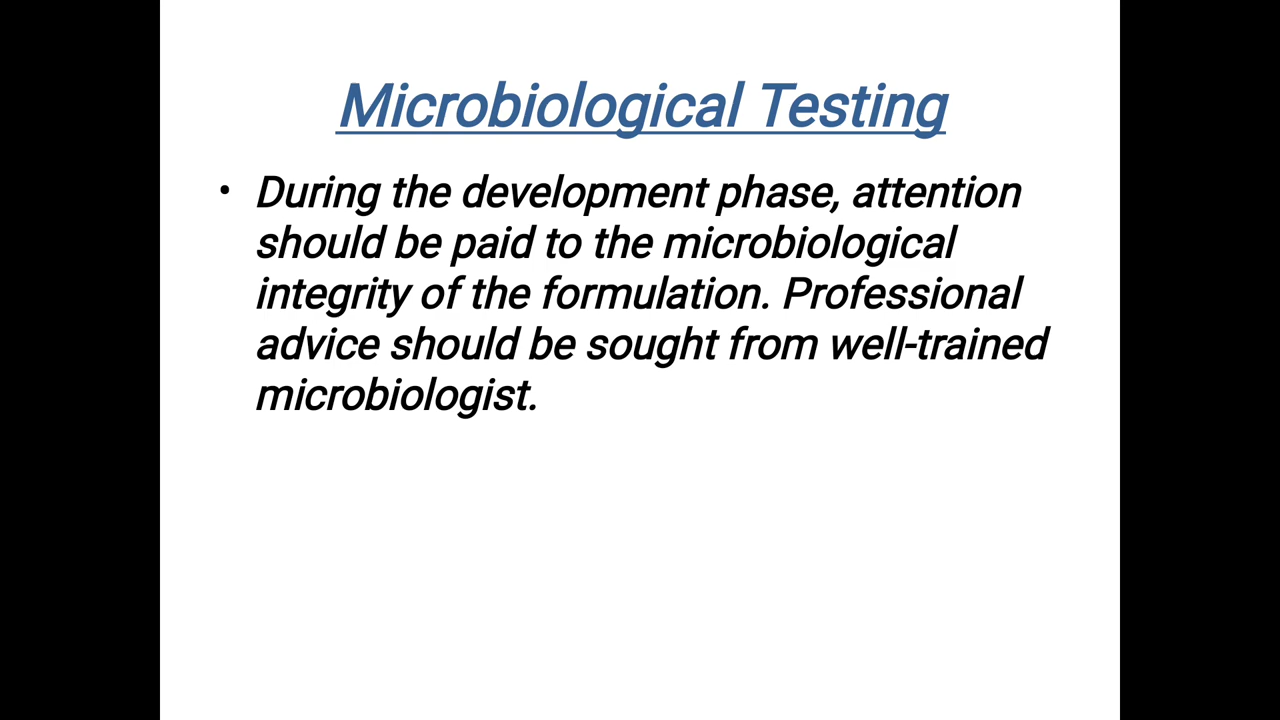 Microbiological Testing
• During the development phase, attention
should be paid to the microbiological
integrity of the formulation. Professional
advice should be sought from well-trained
microbiologist.